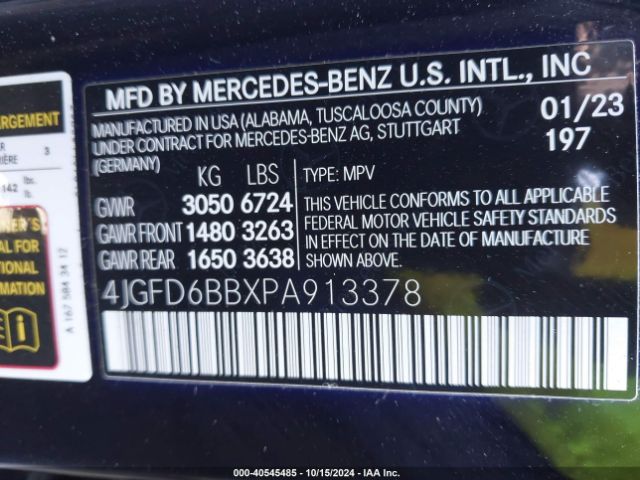 MFD BY MERCEDES-BENZ U.S. INTL., INC
MANUFACTURED IN USA (ALABAMA, TUSCALOOSA COUNTY)
UNDER CONTRACT FOR MERCEDES-BENZ AG, STUTTGART
(GERMANY)
01/23
197
KG LBS
GVWR 3050 6724
GAWR FRONT 1480 3263
GAWR REAR 1650 3638
TYPE: MPV
THIS VEHICLE CONFORMS TO ALL APPLICABLE
FEDERAL MOTOR VEHICLE SAFETY STANDARDS
IN EFFECT ON THE DATE OF MANUFACTURE
SHOWN ABOVE.
4JGFD6BBXPA913378
3
142 lbs.
lb.
A 167 584 34 12
000-40545485 - 10/15/2024 - IAA Inc.